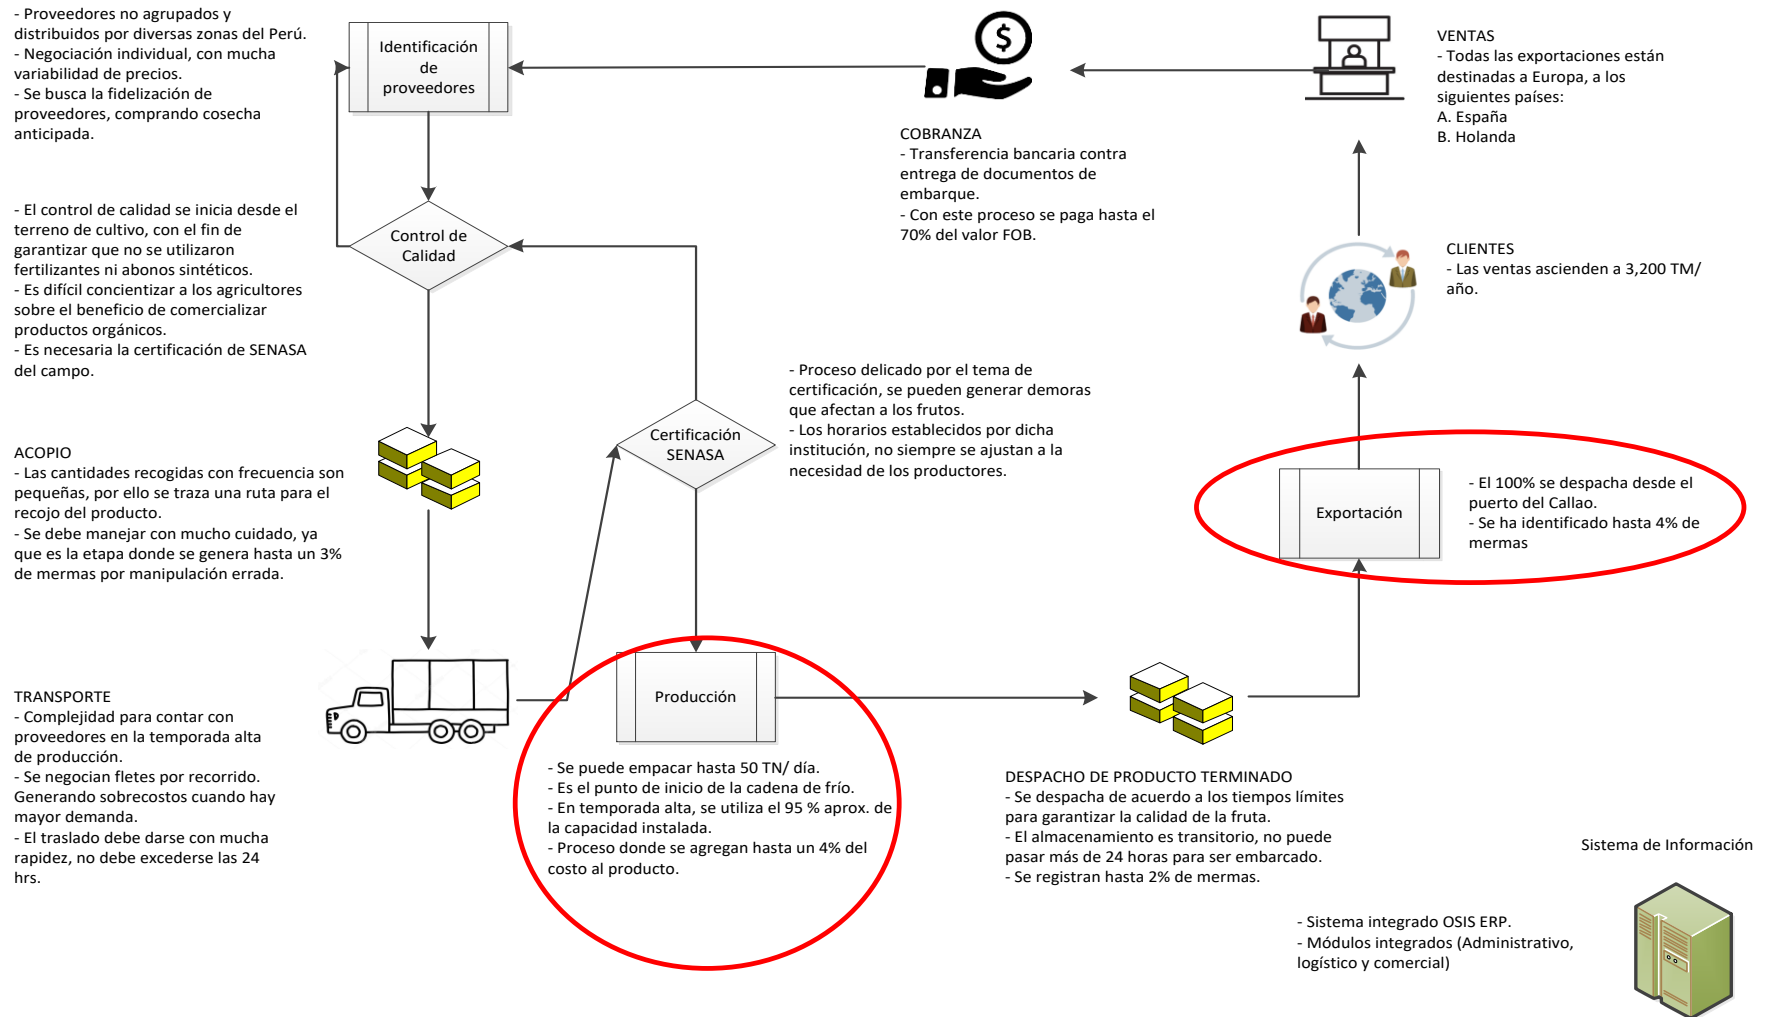 - Proveedores no agrupados y
distribuidos por diversas zonas del Perú.
- Negociación individual, con mucha
variabilidad de precios.
- Se busca la fidelización de
proveedores, comprando cosecha
anticipada.
Identificación
de
proveedores
COBRANZA
- Transferencia bancaria contra
entrega de documentos de
embarque.
- Con este proceso se paga hasta el
70% del valor FOB.
VENTAS
- Todas las exportaciones están
destinadas a Europa, a los
siguientes países:
A. España
B. Holanda
- El control de calidad se inicia desde el
terreno de cultivo, con el fin de
garantizar que no se utilizaron
fertilizantes ni abonos sintéticos.
- Es difícil concientizar a los agricultores
sobre el beneficio de comercializar
productos orgánicos.
- Es necesaria la certificación de SENASA
del campo.
Control de
Calidad
CLIENTES
- Las ventas ascienden a 3,200 TM/
año.
- Proceso delicado por el tema de
certificación, se pueden generar demoras
que afectan a los frutos.
- Los horarios establecidos por dicha
institución, no siempre se ajustan a la
necesidad de los productores.
Certificación
SENASA
ACOPIO
- Las cantidades recogidas con frecuencia son
pequeñas, por ello se traza una ruta para el
recojo del producto.
- Se debe manejar con mucho cuidado, ya
que es la etapa donde se genera hasta un 3%
de mermas por manipulación errada.
Exportación
- El 100% se despacha desde el
puerto del Callao.
- Se ha identificado hasta 4% de
mermas
TRANSPORTE
- Complejidad para contar con
proveedores en la temporada alta
de producción.
- Se negocian fletes por recorrido.
Generando sobrecostos cuando hay
mayor demanda.
- El traslado debe darse con mucha
rapidez, no debe excederse las 24
hrs.
Producción
- Se puede empacar hasta 50 TN/ día.
- Es el punto de inicio de la cadena de frío.
- En temporada alta, se utiliza el 95 % aprox. de
la capacidad instalada.
- Proceso donde se agregan hasta un 4% del
costo al producto.
DESPACHO DE PRODUCTO TERMINADO
- Se despacha de acuerdo a los tiempos límites
para garantizar la calidad de la fruta.
- El almacenamiento es transitorio, no puede
pasar más de 24 horas para ser embarcado.
- Se registran hasta 2% de mermas.
Sistema de Información
- Sistema integrado OSIS ERP.
- Módulos integrados (Administrativo,
logístico y comercial)